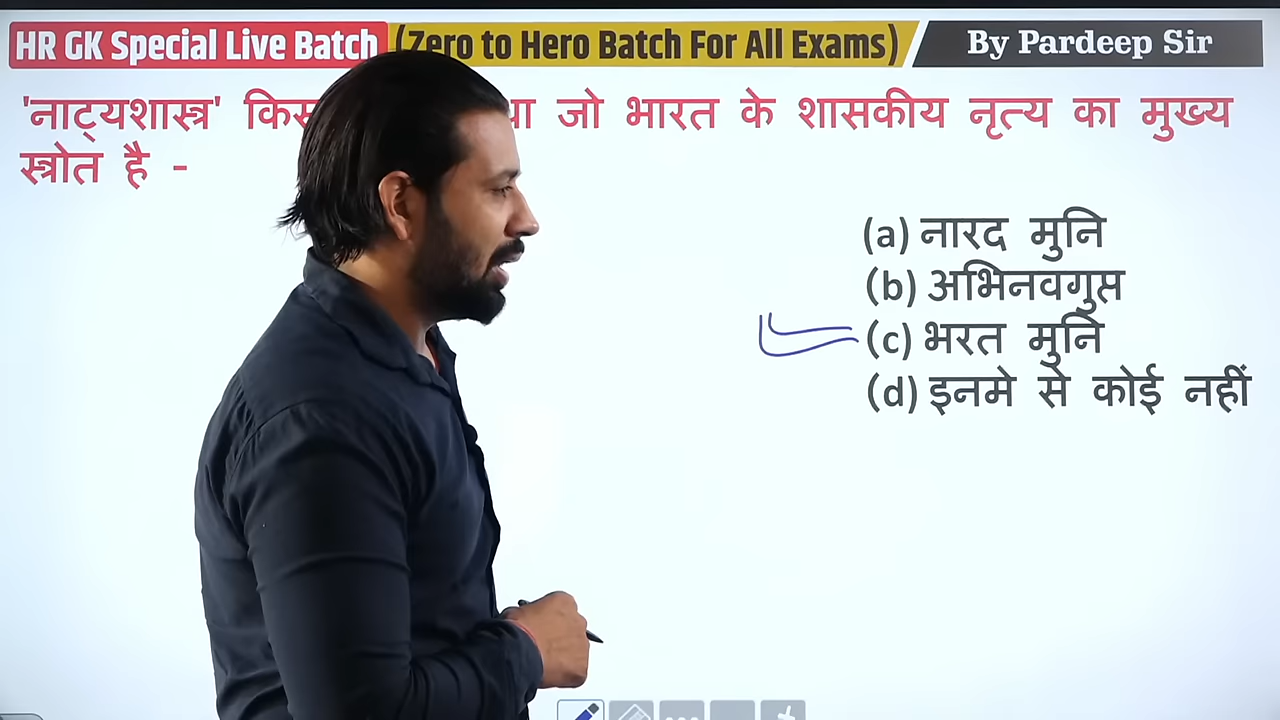 HR GK Special Live Batch (Zero to Hero Batch For All Exams) By Pardeep Sir
'नाट्यशास्त्र' जो भारत के शासकीय नृत्य का मुख्य
स्त्रोत है -
(a) नारद मुनि
(b) अभिनवगुप्त
(c) भरत मुनि
(d) इनमे से कोई नहीं